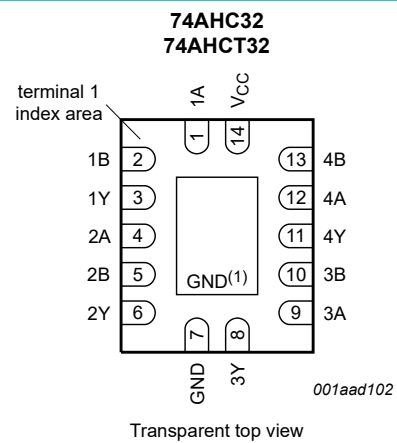 74AHC32
74AHCT32
terminal 1
index area
1A
VCC
1
14
1B 2
13 4B
1Y 3
12 4A
2A 4
11 4Y
2B 5
10 3B
2Y 6
9 3A
GND(1)
7
8
GND
3Y
001aad102
Transparent top view